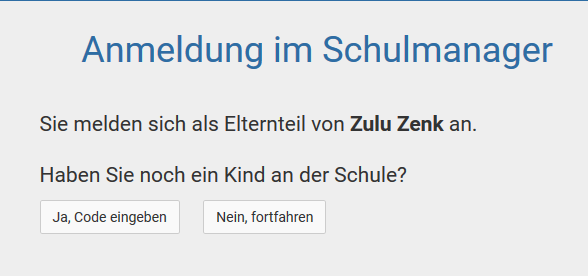 Anmeldung im Schulmanager
Sie melden sich als Elternteil von Zulu Zenk an.
Haben Sie noch ein Kind an der Schule?
Ja, Code eingeben
Nein, fortfahren